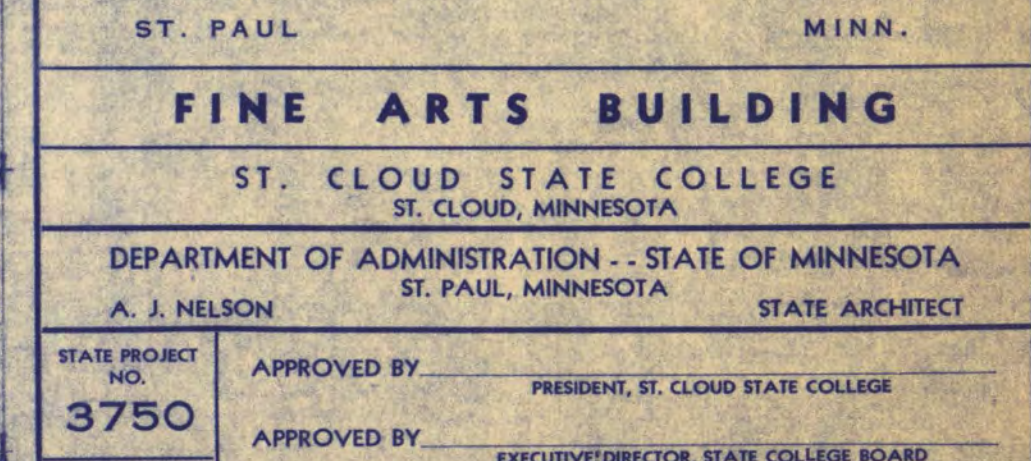 ST. PAUL MINN.
FINE ARTS BUILDING
ST. CLOUD STATE COLLEGE
ST. CLOUD, MINNESOTA
DEPARTMENT OF ADMINISTRATION - - STATE OF MINNESOTA
ST. PAUL, MINNESOTA
A. J. NELSON STATE ARCHITECT
STATE PROJECT
NO.
3750
APPROVED BY
PRESIDENT, ST. CLOUD STATE COLLEGE
APPROVED BY
EXECUTIVE DIRECTOR, STATE COLLEGE BOARD